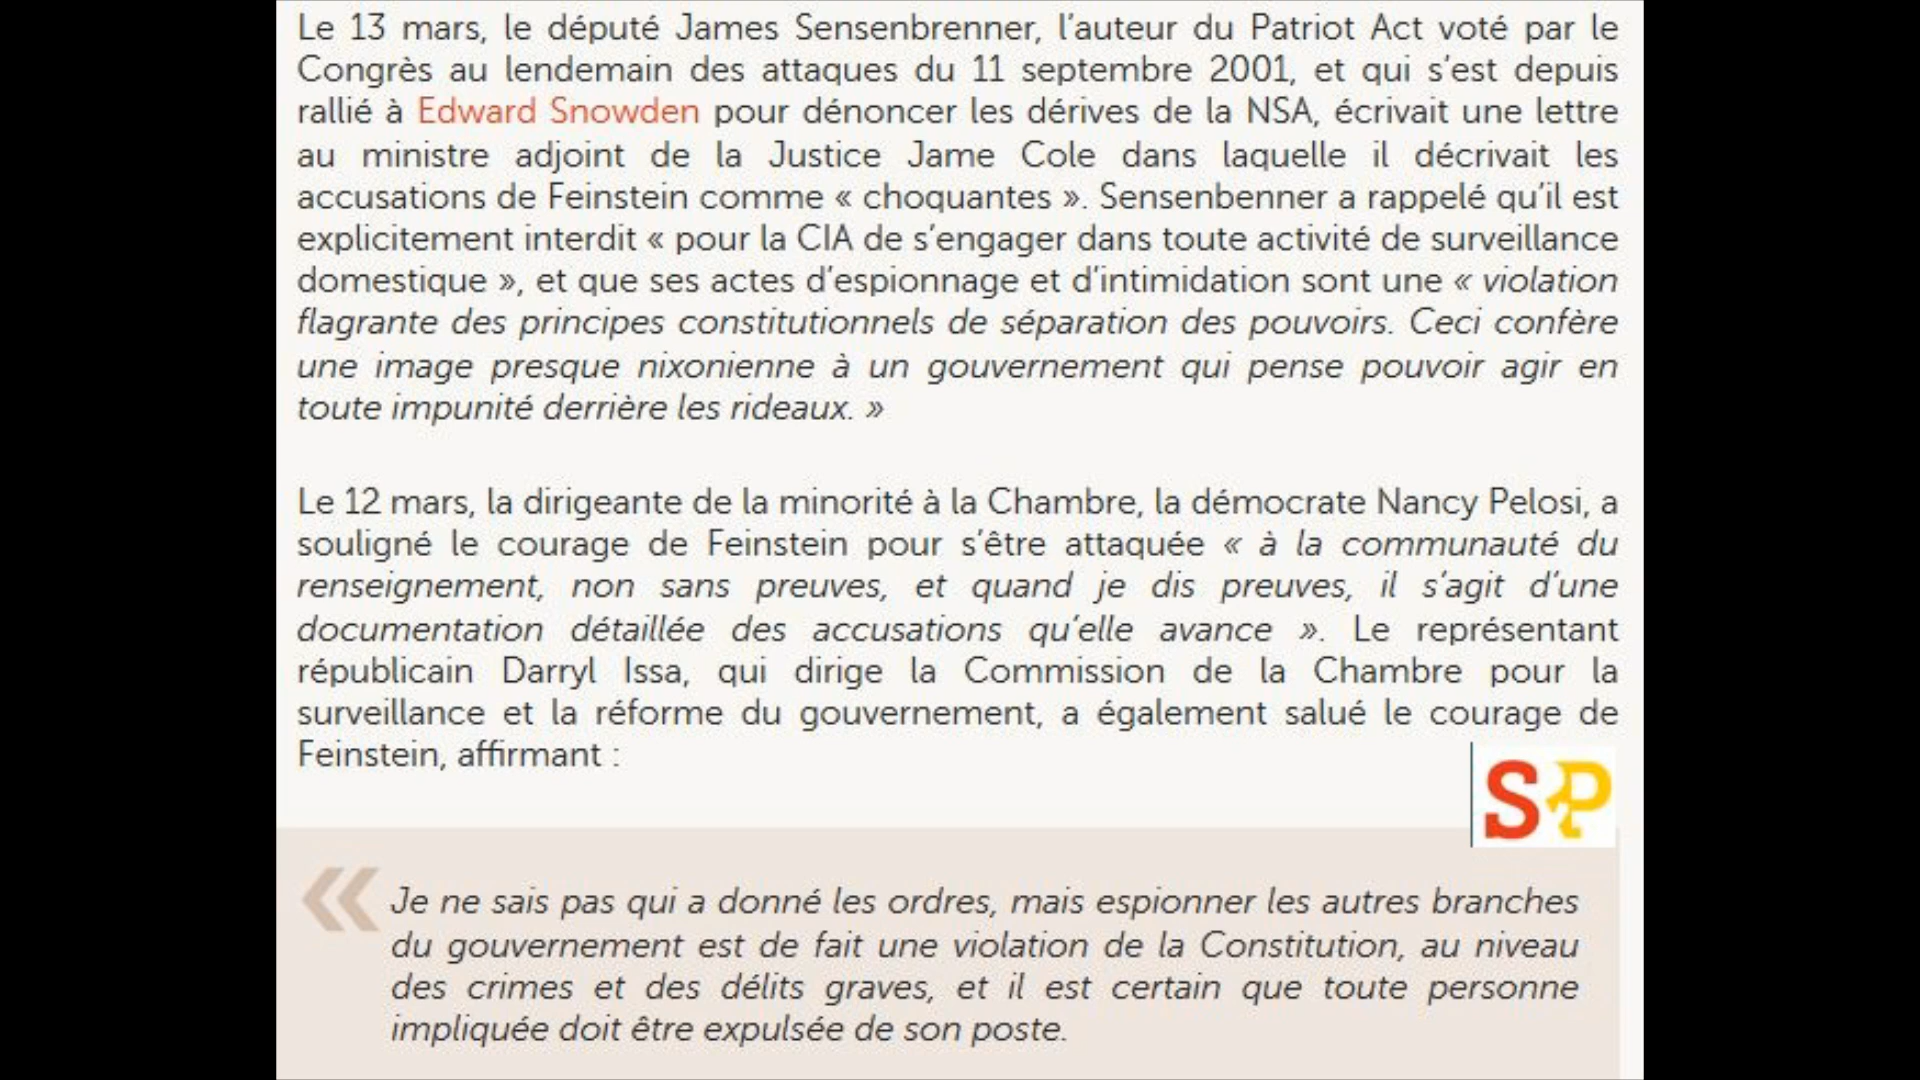 Le 13 mars, le député James Sensenbrenner, l’auteur du Patriot Act voté par le
Congrès au lendemain des attaques du 11 septembre 2001, et qui s’est depuis
rallié à Edward Snowden pour dénoncer les dérives de la NSA, écrivait une lettre
au ministre adjoint de la Justice Jame Cole dans laquelle il décrivait les
accusations de Feinstein comme « choquantes ». Sensenbenner a rappelé qu’il est
explicitement interdit « pour la CIA de s’engager dans toute activité de surveillance
domestique », et que ses actes d’espionnage et d’intimidation sont une « violation
flagrante des principes constitutionnels de séparation des pouvoirs. Ceci confère
une image presque nixonienne à un gouvernement qui pense pouvoir agir en
toute impunité derrière les rideaux. »
Le 12 mars, la dirigeante de la minorité à la Chambre, la démocrate Nancy Pelosi, a
souligné le courage de Feinstein pour s’être attaquée « à la communauté du
renseignement, non sans preuves, et quand je dis preuves, il s’agit d’une
documentation détaillée des accusations qu’elle avance ». Le représentant
républicain Darryl Issa, qui dirige la Commission de la Chambre pour la
surveillance et la réforme du gouvernement, a également salué le courage de
Feinstein, affirmant :
SP
« Je ne sais pas qui a donné les ordres, mais espionner les autres branches
du gouvernement est de fait une violation de la Constitution, au niveau
des crimes et des délits graves, et il est certain que toute personne
impliquée doit être expulsée de son poste.